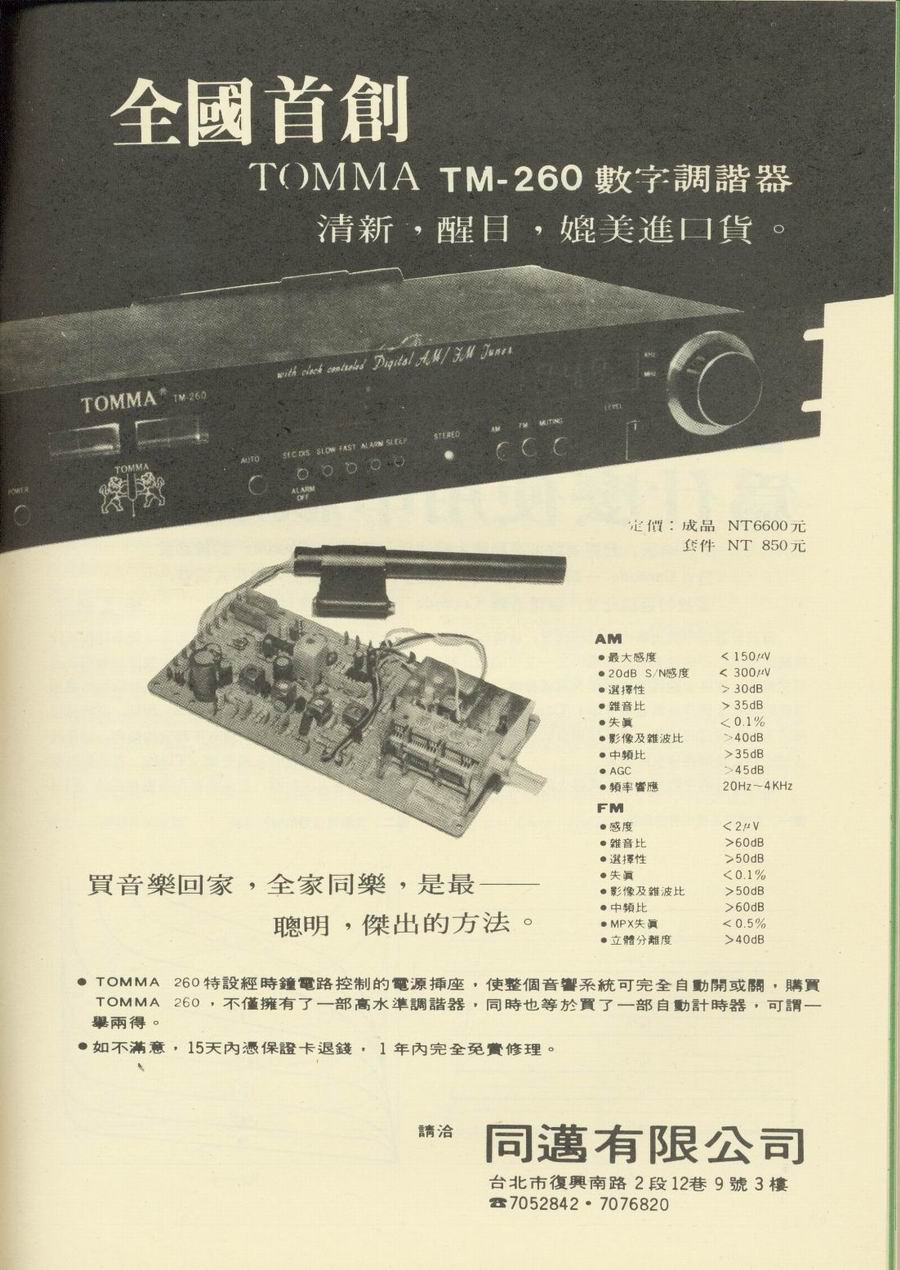 全國首創
TOMMA TM-260 數字調諧器
清新，醒目，媲美進口貨。
with clock controled Digital AM/FM Tuner
KHz
MHz
TOMMA® TM-260
LEVEL
AM FM MUTING
STEREO
AUTO SEC DIS SLOW FAST ALARM SLEEP
ALARM OFF
TOMMA
POWER
定價：成品 NT6600元
套件 NT 850元
AM
●最大感度 <150μV
●20dB S/N感度 <300μV
●選擇性 >30dB
●雜音比 >35dB
●失眞 <0.1%
●影像及雜波比 >40dB
●中頻比 >35dB
●AGC >45dB
●頻率響應 20Hz~4KHz
FM
●感度 <2μV
●雜音比 >60dB
●選擇性 >50dB
●失眞 <0.1%
●影像及雜波比 >50dB
●中頻比 >60dB
●MPX失眞 <0.5%
●立體分離度 >40dB
買音樂回家，全家同樂，是最——
聰明，傑出的方法。
● TOMMA 260特設經時鐘電路控制的電源插座，使整個音響系統可完全自動開或關，購買
TOMMA 260，不僅擁有了一部高水準調諧器，同時也等於買了一部自動計時器，可謂一
舉兩得。
●如不滿意，15天內憑保證卡退錢，1年內完全免費修理。
請洽 同邁有限公司
台北市復興南路2段12巷9號3樓
☎7052842・7076820